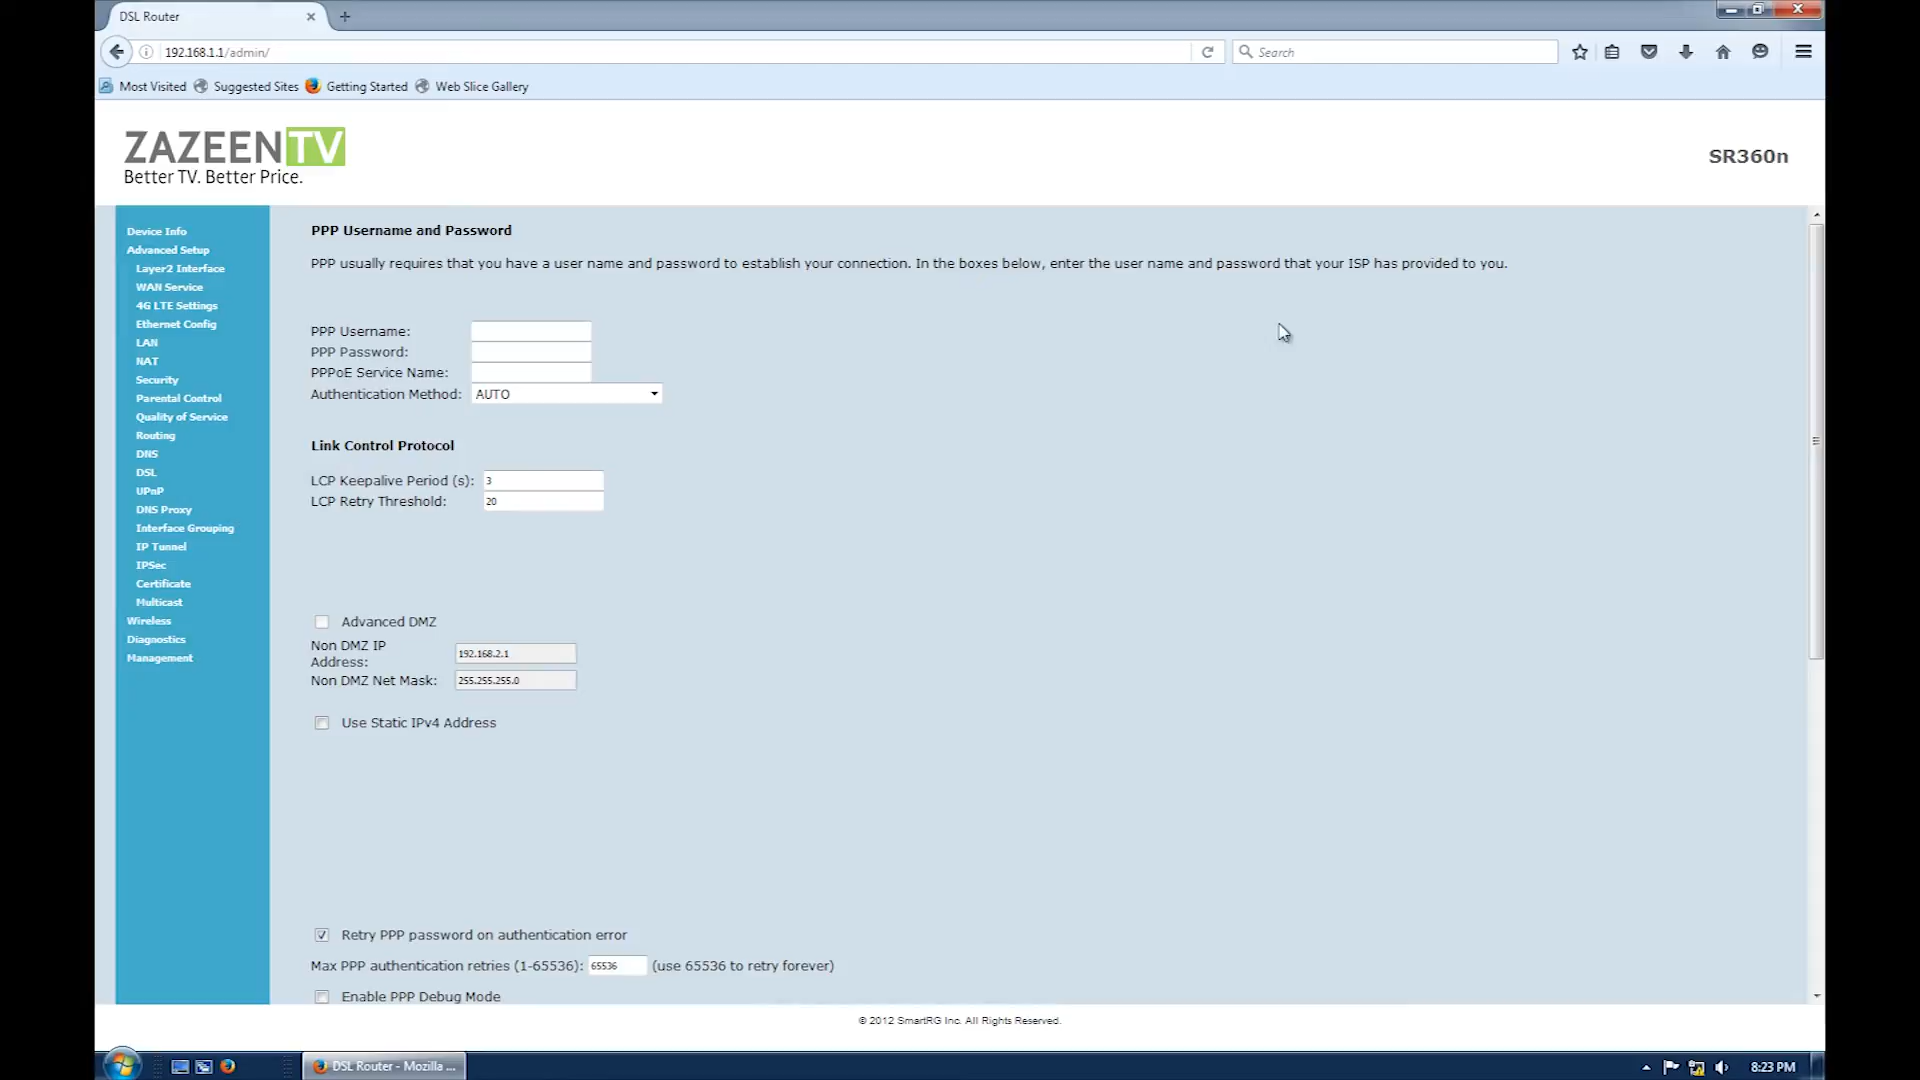 DSL Router
192.168.1.1/admin/
Search
Most Visited
Suggested Sites
Getting Started
Web Slice Gallery
ZAZEENTV
Better TV. Better Price.
SR360n
Device Info
Advanced Setup
Layer2 Interface
WAN Service
4G LTE Settings
Ethernet Config
LAN
NAT
Security
Parental Control
Quality of Service
Routing
DNS
DSL
UPnP
DNS Proxy
Interface Grouping
IP Tunnel
IPSec
Certificate
Multicast
Wireless
Diagnostics
Management
PPP Username and Password
PPP usually requires that you have a user name and password to establish your connection. In the boxes below, enter the user name and password that your ISP has provided to you.
PPP Username:
PPP Password:
PPPoE Service Name:
Authentication Method: AUTO
Link Control Protocol
LCP Keepalive Period (s): 3
LCP Retry Threshold: 20
Advanced DMZ
Non DMZ IP
Address: 192.168.2.1
Non DMZ Net Mask: 255.255.255.0
Use Static IPv4 Address
Retry PPP password on authentication error
Max PPP authentication retries (1-65536): 65536 (use 65536 to retry forever)
Enable PPP Debug Mode
© 2012 SmartRG Inc. All Rights Reserved.
DSL Router - Mozilla ...
8:23 PM